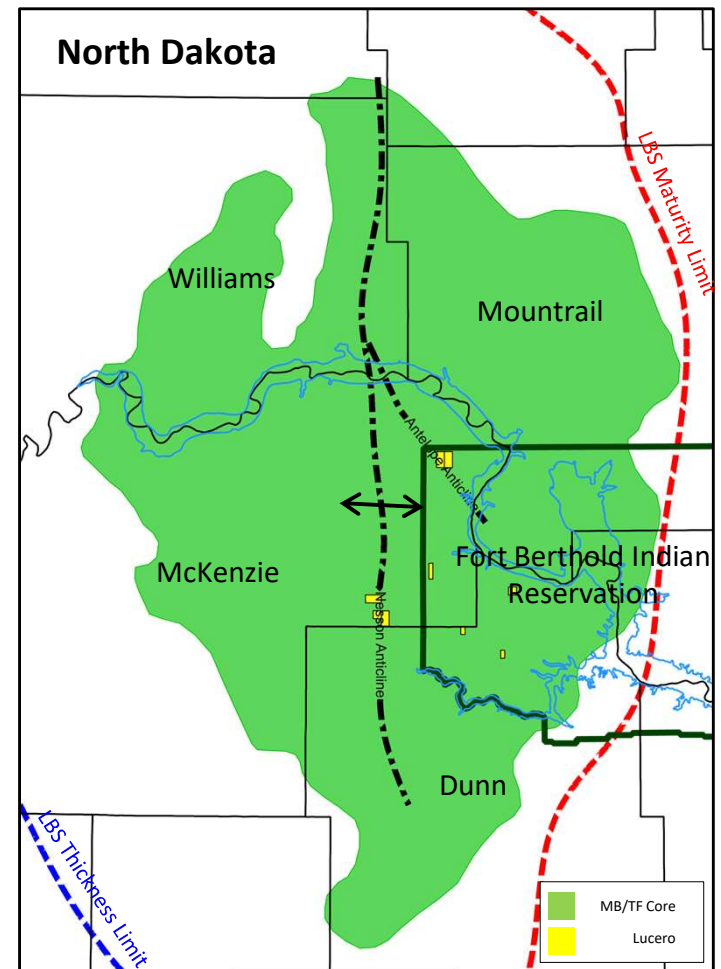 North Dakota
LBS Maturity Limit
Williams
Mountrail
Antelope Anticline
McKenzie
Fort Berthold Indian
Reservation
Nesson Anticline
Dunn
LBS Thickness Limit
MB/TF Core
Lucero